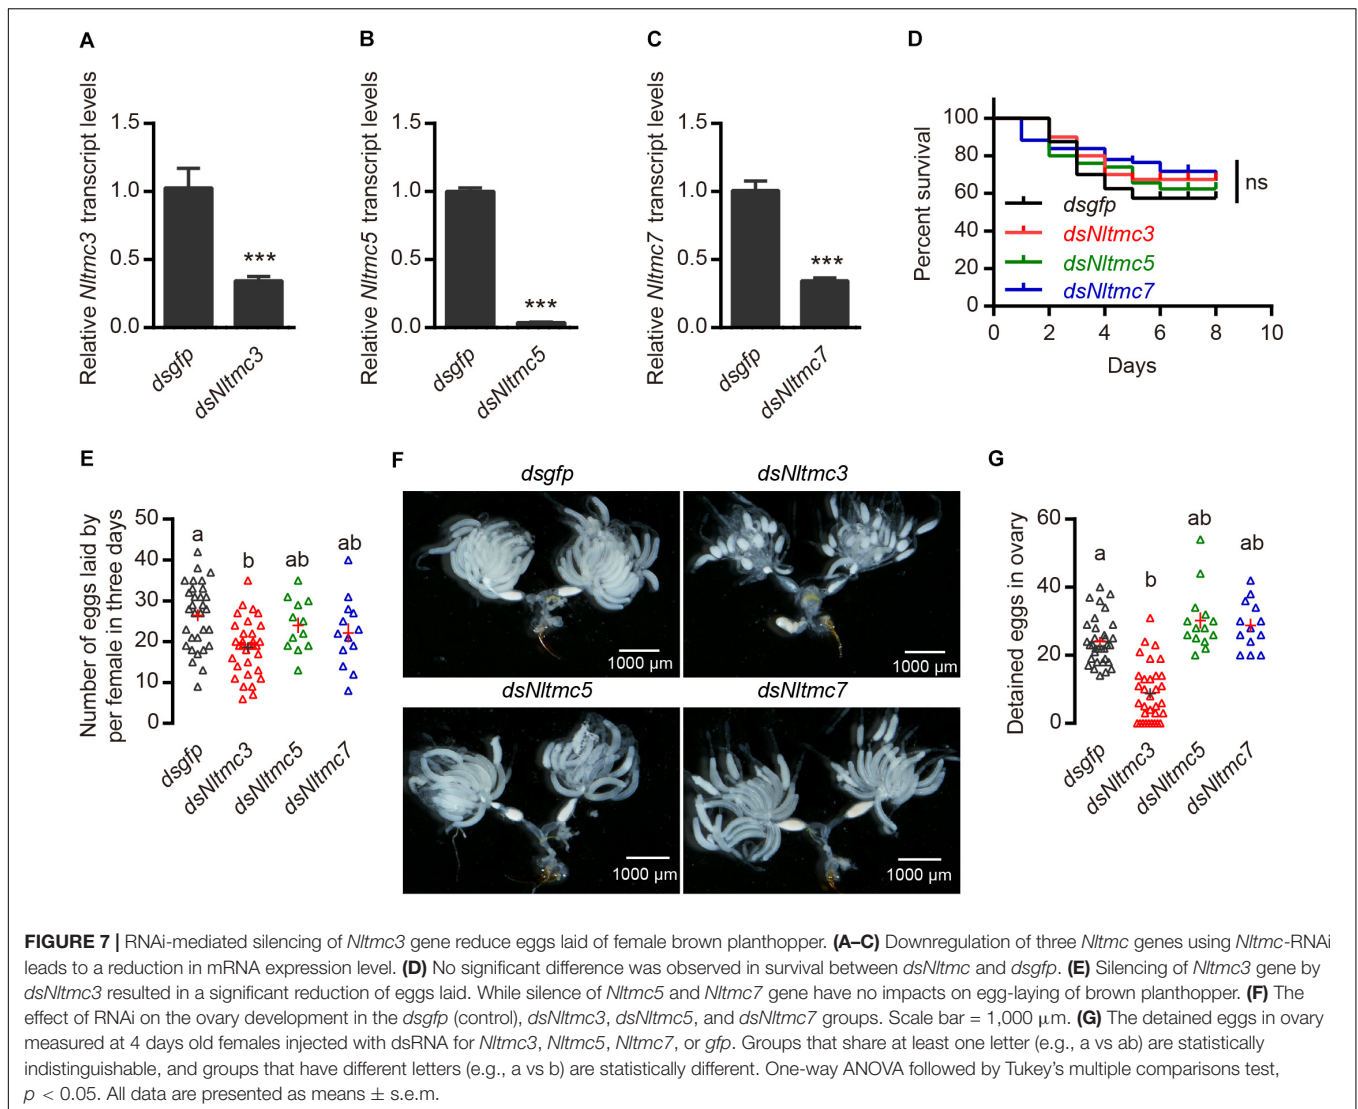 A
B
C
D
Relative Nltmc3 transcript levels
1.5
1.0
0.5
0.0
***
dsgfp
dsNltmc3
Relative Nltmc5 transcript levels
1.5
1.0
0.5
0.0
***
dsgfp
dsNltmc5
Relative Nltmc7 transcript levels
1.5
1.0
0.5
0.0
***
dsgfp
dsNltmc7
Percent survival
100
80
60
40
20
0
ns
dsgfp
dsNltmc3
dsNltmc5
dsNltmc7
0 2 4 6 8 10
Days
E
Number of eggs laid by
per female in three days
50
40
30
20
10
0
a
b
ab
ab
dsgfp
dsNltmc3
dsNltmc5
dsNltmc7
F
dsgfp
dsNltmc3
1000 µm
1000 µm
dsNltmc5
dsNltmc7
1000 µm
1000 µm
G
Detained eggs in ovary
60
40
20
0
a
b
ab
ab
dsgfp
dsNltmc3
dsNltmc5
dsNltmc7
FIGURE 7 | RNAi-mediated silencing of Nltmc3 gene reduce eggs laid of female brown planthopper. (A–C) Downregulation of three Nltmc genes using Nltmc-RNAi
leads to a reduction in mRNA expression level. (D) No significant difference was observed in survival between dsNltmc and dsgfp. (E) Silencing of Nltmc3 gene by
dsNltmc3 resulted in a significant reduction of eggs laid. While silence of Nltmc5 and Nltmc7 gene have no impacts on egg-laying of brown planthopper. (F) The
effect of RNAi on the ovary development in the dsgfp (control), dsNltmc3, dsNltmc5, and dsNltmc7 groups. Scale bar = 1,000 µm. (G) The detained eggs in ovary
measured at 4 days old females injected with dsRNA for Nltmc3, Nltmc5, Nltmc7, or gfp. Groups that share at least one letter (e.g., a vs ab) are statistically
indistinguishable, and groups that have different letters (e.g., a vs b) are statistically different. One-way ANOVA followed by Tukey's multiple comparisons test,
p < 0.05. All data are presented as means ± s.e.m.